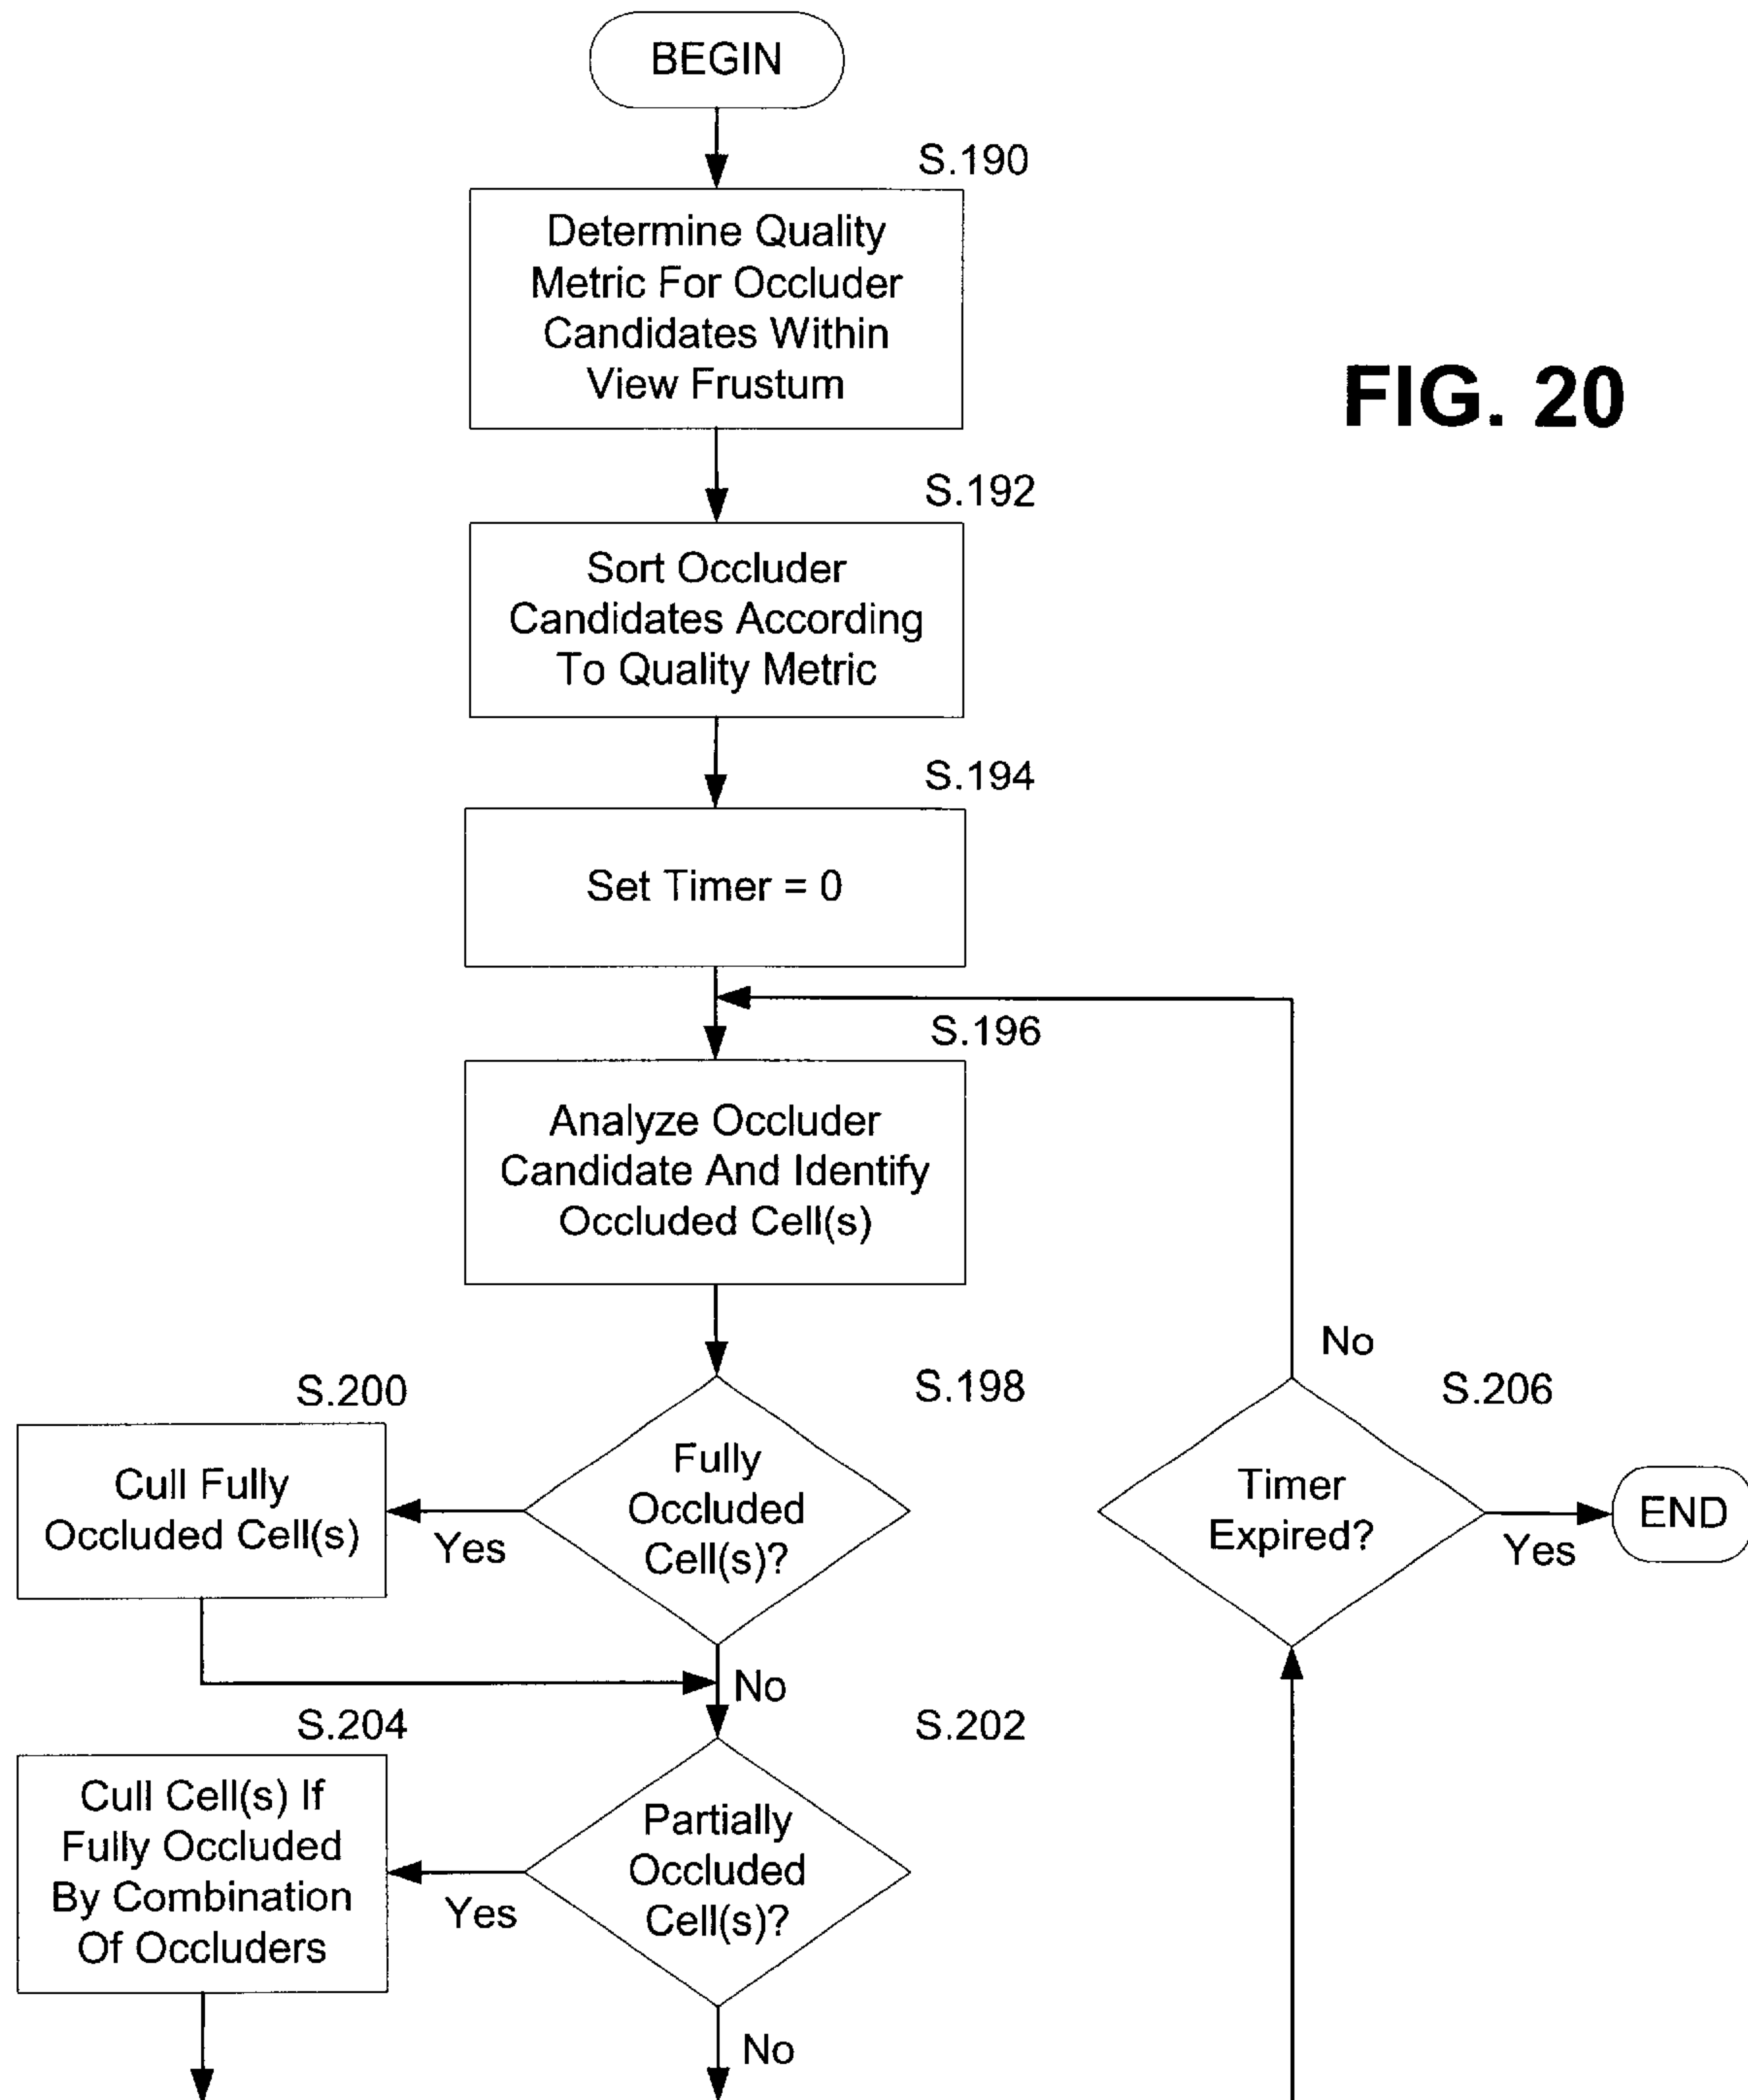 BEGIN
S.190
Determine Quality
Metric For Occluder
Candidates Within
View Frustum
FIG. 20
S.192
Sort Occluder
Candidates According
To Quality Metric
S.194
Set Timer = 0
S.196
Analyze Occluder
Candidate And Identify
Occluded Cell(s)
S.198
Fully
Occluded
Cell(s)?
Yes
No
S.200
Cull Fully
Occluded Cell(s)
S.202
Partially
Occluded
Cell(s)?
Yes
No
S.204
Cull Cell(s) If
Fully Occluded
By Combination
Of Occluders
S.206
Timer
Expired?
No
Yes
END